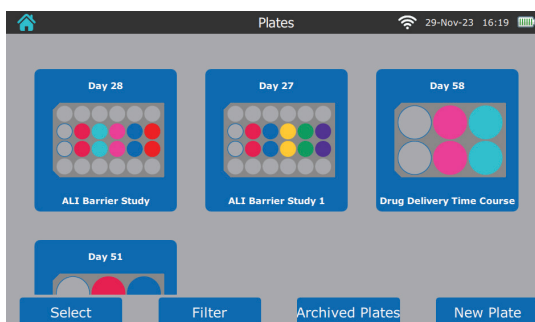 Plates
29-Nov-23 16:19
Day 28
Day 27
Day 58
ALI Barrier Study
ALI Barrier Study 1
Drug Delivery Time Course
Day 51
Select
Filter
Archived Plates
New Plate